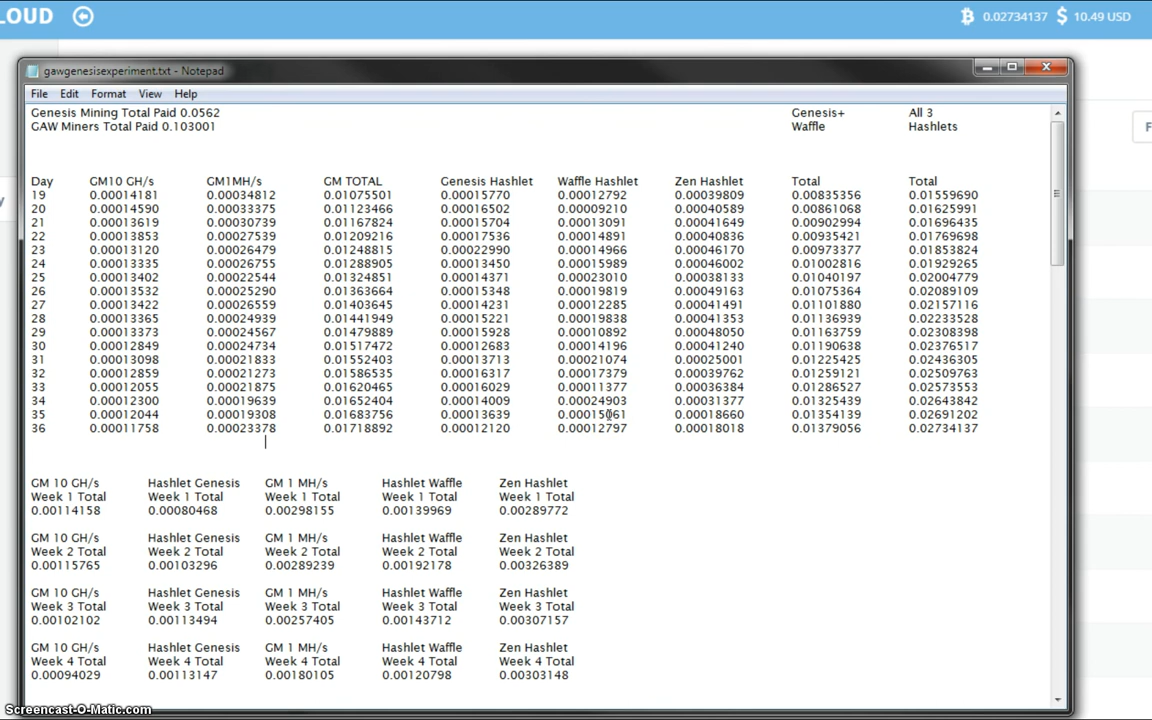 LOUD 0.02734137 $ 10.49 USD
gawgenesisexperiment.txt - Notepad
File Edit Format View Help
Genesis Mining Total Paid 0.0562 Genesis+ All 3
GAW Miners Total Paid 0.103001 Waffle Hashlets
F
Day GM10 GH/s GM1MH/s GM TOTAL Genesis Hashlet Waffle Hashlet Zen Hashlet Total Total
19 0.00014181 0.00034812 0.01075501 0.00015770 0.00012792 0.00039809 0.00835356 0.01559690
20 0.00014590 0.00033375 0.01123466 0.00016502 0.00009210 0.00040589 0.00861068 0.01625991
21 0.00013619 0.00030739 0.01167824 0.00015704 0.00013091 0.00041649 0.00902994 0.01696435
22 0.00013853 0.00027539 0.01209216 0.00017536 0.00014891 0.00040836 0.00935421 0.01769698
23 0.00013120 0.00026479 0.01248815 0.00022990 0.00014966 0.00046170 0.00973377 0.01853824
24 0.00013335 0.00026755 0.01288905 0.00013450 0.00015989 0.00046002 0.01002816 0.01929265
25 0.00013402 0.00022544 0.01324851 0.00014371 0.00023010 0.00038133 0.01040197 0.02004779
26 0.00013532 0.00025290 0.01363664 0.00015348 0.00019819 0.00049163 0.01075364 0.02089109
27 0.00013422 0.00026559 0.01403645 0.00014231 0.00012285 0.00041491 0.01101880 0.02157116
28 0.00013365 0.00024939 0.01441949 0.00015221 0.00019838 0.00041353 0.01136939 0.02233528
29 0.00013373 0.00024567 0.01479889 0.00015928 0.00010892 0.00048050 0.01163759 0.02308398
30 0.00012849 0.00024734 0.01517472 0.00012683 0.00014196 0.00041240 0.01190638 0.02376517
31 0.00013098 0.00021833 0.01552403 0.00013713 0.00021074 0.00025001 0.01225425 0.02436305
32 0.00012859 0.00021273 0.01586535 0.00016317 0.00017379 0.00039762 0.01259121 0.02509763
33 0.00012055 0.00021875 0.01620465 0.00016029 0.00011377 0.00036384 0.01286527 0.02573553
34 0.00012300 0.00019639 0.01652404 0.00014009 0.00024903 0.00031377 0.01325439 0.02643842
35 0.00012044 0.00019308 0.01683756 0.00013639 0.00018660 0.01354139 0.02691202
36 0.00011758 0.00023378 0.01718892 0.00012120 0.00012797 0.00018018 0.01379056 0.02734137
GM 10 GH/s Hashlet Genesis GM 1 MH/s Hashlet Waffle Zen Hashlet
Week 1 Total Week 1 Total Week 1 Total Week 1 Total Week 1 Total
0.00114158 0.00080468 0.00298155 0.00139969 0.00289772
GM 10 GH/s Hashlet Genesis GM 1 MH/s Hashlet Waffle Zen Hashlet
Week 2 Total Week 2 Total Week 2 Total Week 2 Total Week 2 Total
0.00115765 0.00103296 0.00289239 0.00192178 0.00326389
GM 10 GH/s Hashlet Genesis GM 1 MH/s Hashlet Waffle Zen Hashlet
Week 3 Total Week 3 Total Week 3 Total Week 3 Total Week 3 Total
0.00102102 0.00113494 0.00257405 0.00143712 0.00307157
GM 10 GH/s Hashlet Genesis GM 1 MH/s Hashlet Waffle Zen Hashlet
Week 4 Total Week 4 Total Week 4 Total Week 4 Total Week 4 Total
0.00094029 0.00113147 0.00180105 0.00120798 0.00303148
Screencast-O-Matic.com